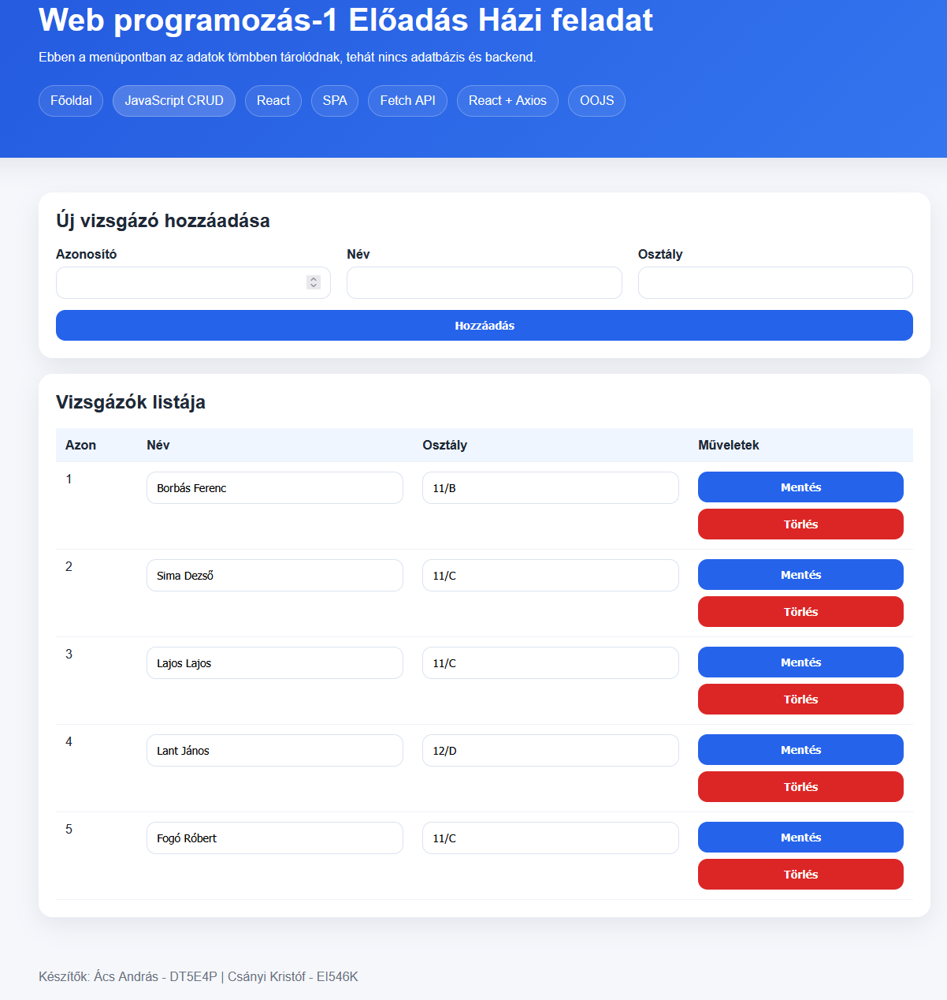 Web programozás-1 Előadás Házi feladat
Ebben a menüpontban az adatok tömbben tárolódnak, tehát nincs adatbázis és backend.
Főoldal JavaScript CRUD React SPA Fetch API React + Axios OOJS
Új vizsgázó hozzáadása
Azonosító Név Osztály
Hozzáadás
Vizsgázók listája
Azon Név Osztály Műveletek
1 Borbás Ferenc 11/B Mentés
Törlés
2 Sima Dezső 11/C Mentés
Törlés
3 Lajos Lajos 11/C Mentés
Törlés
4 Lant János 12/D Mentés
Törlés
5 Fogó Róbert 11/C Mentés
Törlés
Készítők: Ács András - DT5E4P | Csányi Kristóf - EI546K